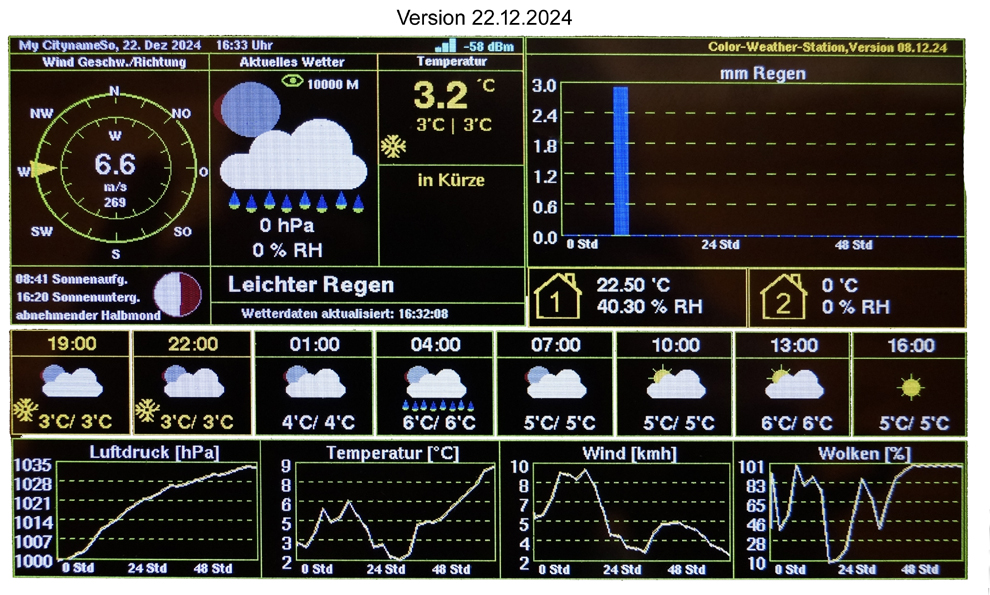 Version 22.12.2024
My CitynameSo, 22. Dez 2024 16:33 Uhr -58 dBm
Color-Weather-Station,Version 08.12.24
Wind Geschw./Richtung
Aktuelles Wetter
Temperatur
N
NW
NO
W
W
O
6.6
m/s
269
SW
SO
S
10000 M
0 hPa
0 % RH
3.2 °C
3°C | 3°C
in Kürze
mm Regen
3.0
2.4
1.8
1.2
0.6
0.0
0 Std 24 Std 48 Std
08:41 Sonnenaufg.
16:20 Sonnenunterg.
abnehmender Halbmond
Leichter Regen
Wetterdaten aktualisiert: 16:32:08
1
22.50 °C
40.30 % RH
2
0 °C
0 % RH
19:00 22:00 01:00 04:00 07:00 10:00 13:00 16:00
3°C/ 3°C 3°C/ 3°C 4°C/ 4°C 6°C/ 6°C 5°C/ 5°C 5°C/ 5°C 6°C/ 6°C 5°C/ 5°C
Luftdruck [hPa]
1035
1028
1021
1014
1007
1000
0 Std 24 Std 48 Std
Temperatur [°C]
9
8
6
5
3
2
0 Std 24 Std 48 Std
Wind [kmh]
10
8
7
5
4
2
0 Std 24 Std 48 Std
Wolken [%]
101
83
65
46
28
10
0 Std 24 Std 48 Std